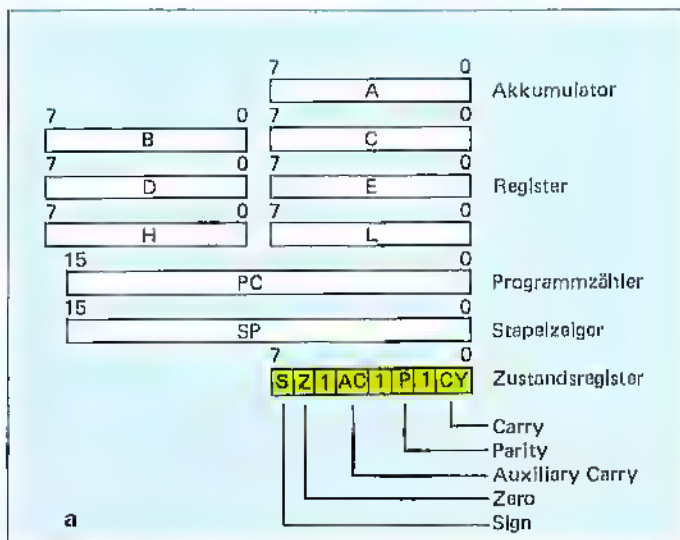 7 0
A Akkumulator
7 0 7 0
B C
7 0 7 0
D E Register
7 0 7 0
H L
15 0
PC Programmzähler
15 0
SP Stapelzeigor
7 0
S Z 1 AC 1 P 1 CY Zustandsregister
Carry
Parity
Auxiliary Carry
Zero
Sign
a